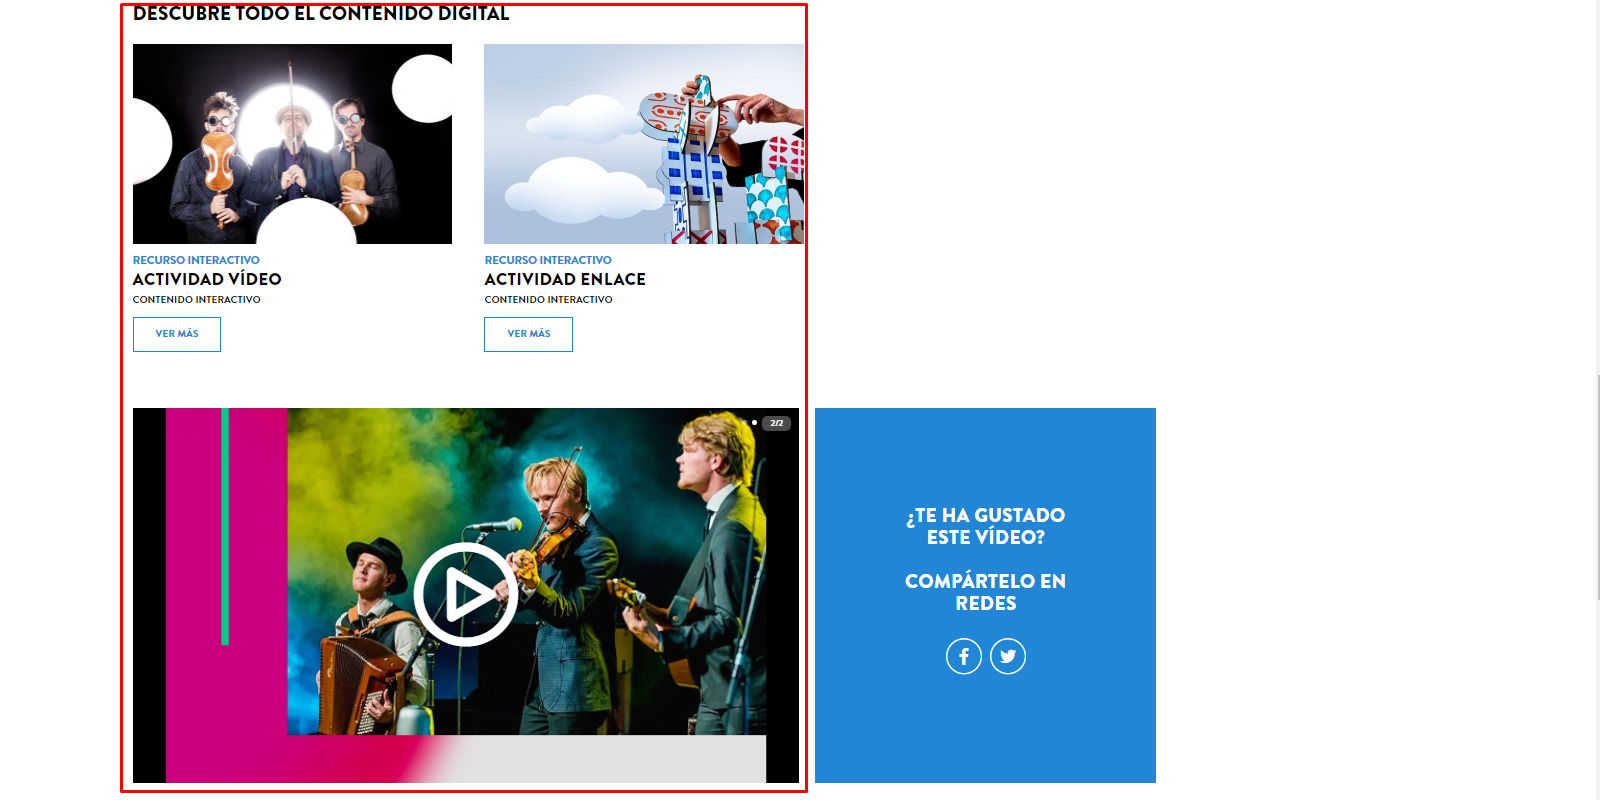 DESCUBRE TODO EL CONTENIDO DIGITAL
RECURSO INTERACTIVO
ACTIVIDAD VÍDEO
CONTENIDO INTERACTIVO
VER MÁS
RECURSO INTERACTIVO
ACTIVIDAD ENLACE
CONTENIDO INTERACTIVO
VER MÁS
2/2
¿TE HA GUSTADO
ESTE VÍDEO?
COMPÁRTELO EN
REDES